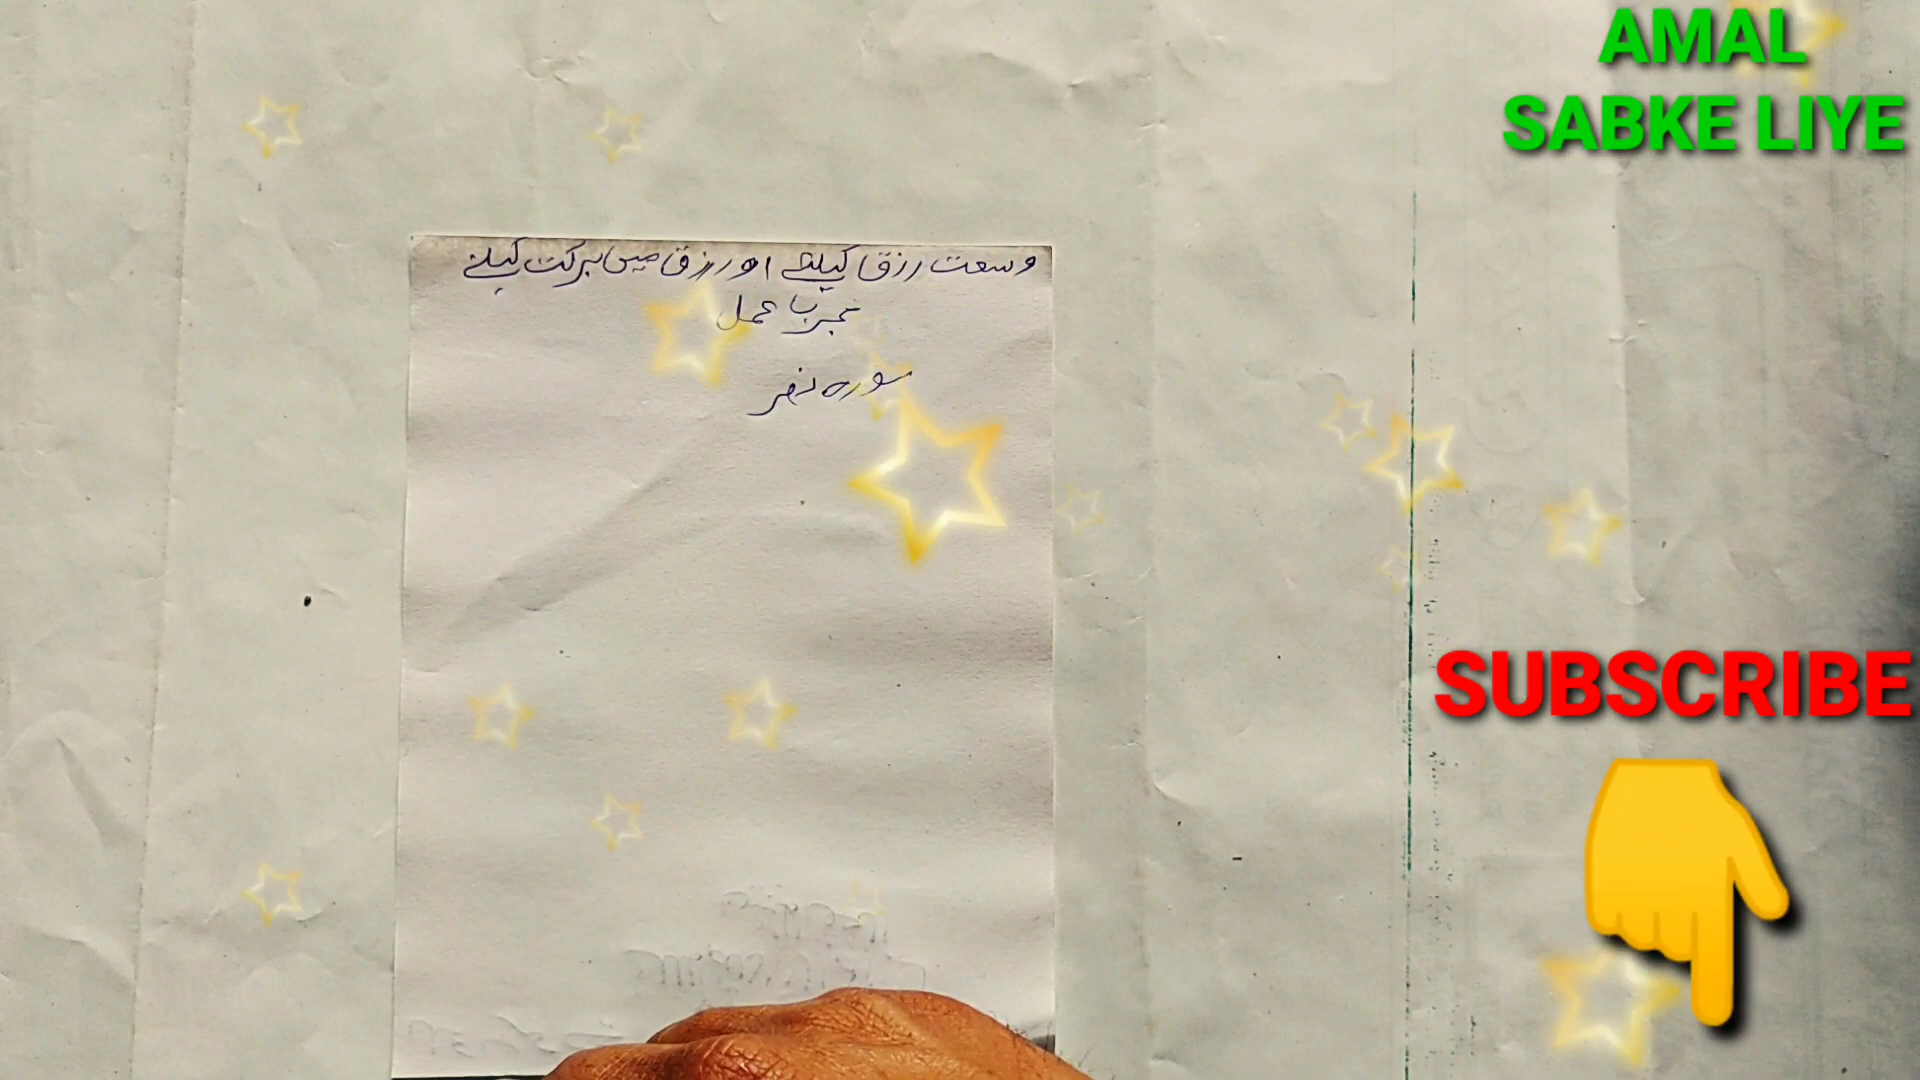 وسعت رزق کیلئے اور رزق میں برکت کیلئے
مجرب عمل
سورہ نصر
AMAL
SABKE LIYE
SUBSCRIBE